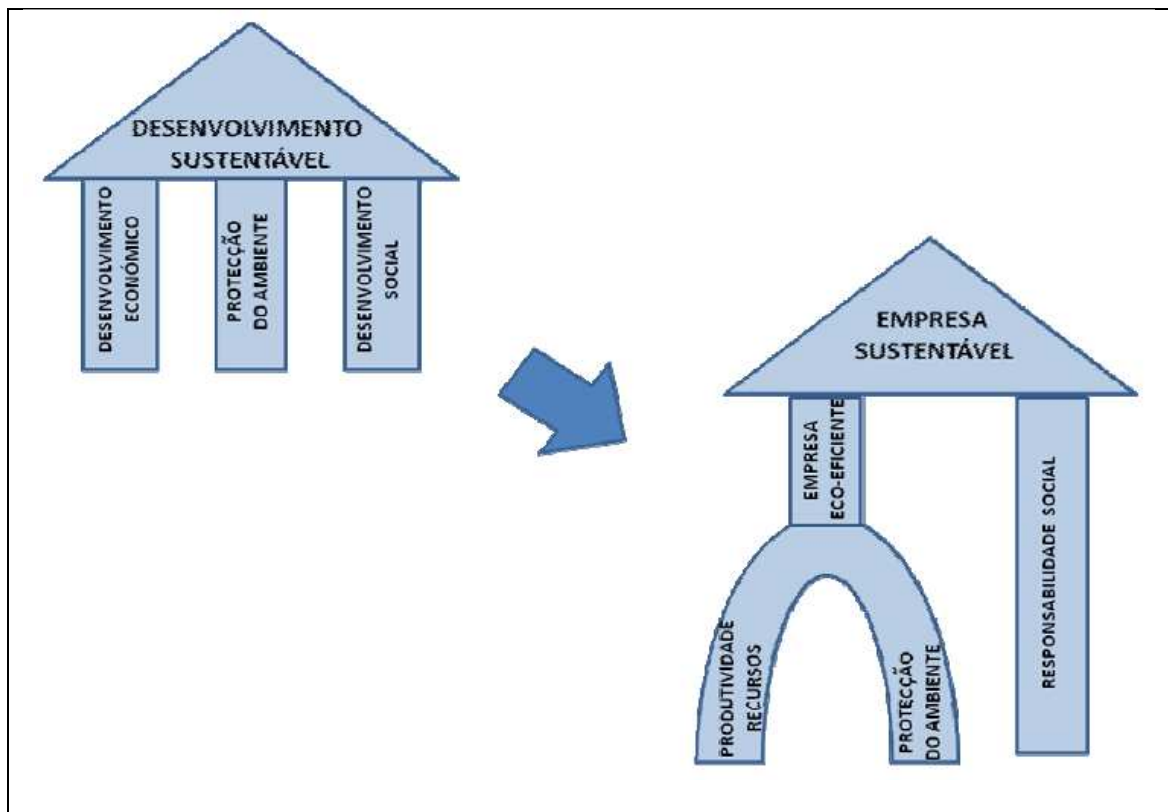 DESENVOLVIMENTO
SUSTENTÁVEL
DESENVOLVIMENTO
ECONÓMICO
PROTECÇÃO
DO AMBIENTE
DESENVOLVIMENTO
SOCIAL
EMPRESA
SUSTENTÁVEL
EMPRESA
ECO-EFICIENTE
PRODUTIVIDADE
RECURSOS
PROTECÇÃO
DO AMBIENTE
RESPONSABILIDADE SOCIAL